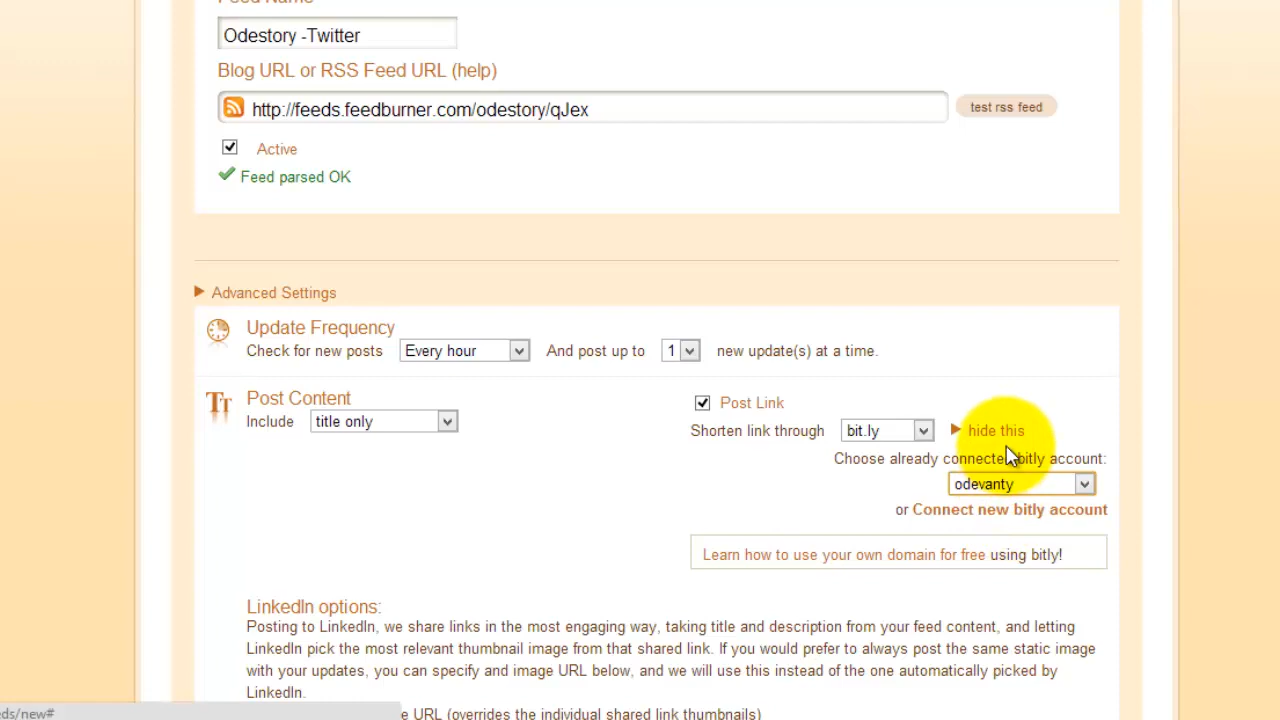 Feed Name
Odestory -Twitter
Blog URL or RSS Feed URL (help)
http://feeds.feedburner.com/odestory/qJex
test rss feed
Active
Feed parsed OK
Advanced Settings
Update Frequency
Check for new posts Every hour And post up to 1 new update(s) at a time.
Post Content
Post Link
Include title only
Shorten link through bit.ly hide this
Choose already connected bitly account:
odevanty
or Connect new bitly account
Learn how to use your own domain for free using bitly!
LinkedIn options:
Posting to LinkedIn, we share links in the most engaging way, taking title and description from your feed content, and letting
LinkedIn pick the most relevant thumbnail image from that shared link. If you would prefer to always post the same static image
with your updates, you can specify and image URL below, and we will use this instead of the one automatically picked by
LinkedIn.
eds/new#
e URL (overrides the individual shared link thumbnails)